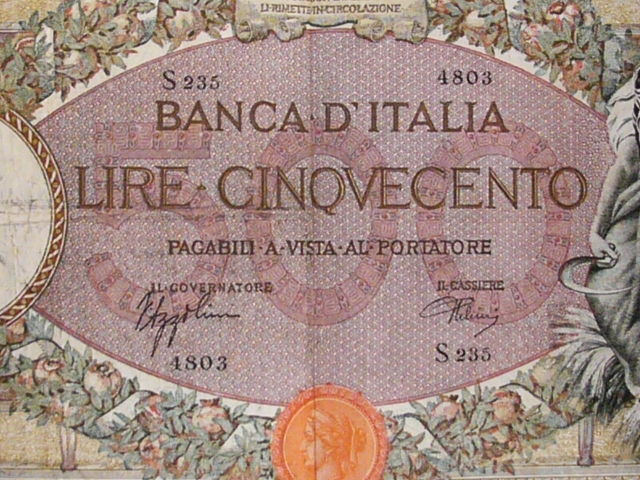 LI·RIMETTE·IN·CIRCOLAZIONE
S 235 4803
BANCA·D'ITALIA
500
LIRE·CINQVECENTO
PAGABILI·A·VISTA·AL·PORTATORE
IL GOVERNATORE IL CASSIERE
4803 S 235